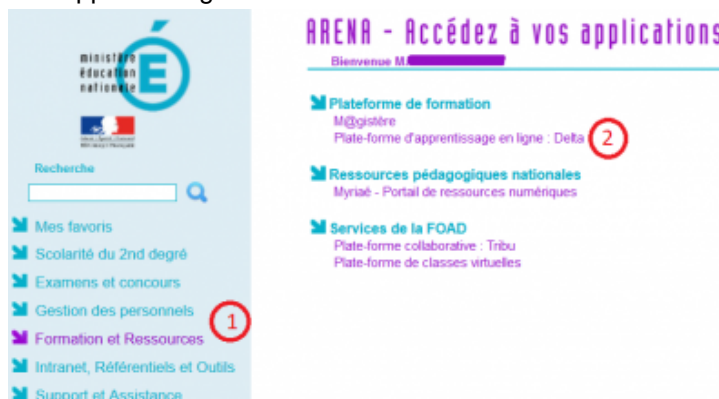 ministère
éducation
nationale
É
Recherche
Mes favoris
Scolarité du 2nd degré
Examens et concours
Gestion des personnels
1
Formation et Ressources
Intranet, Référentiels et Outils
Support et Assistance
ARENA - Accédez à vos applications
Bienvenue M.
Plateforme de formation
M@gistère
Plate-forme d'apprentissage en ligne : Delta 2
Ressources pédagogiques nationales
Myriaé - Portail de ressources numériques
Services de la FOAD
Plate-forme collaborative : Tribu
Plate-forme de classes virtuelles